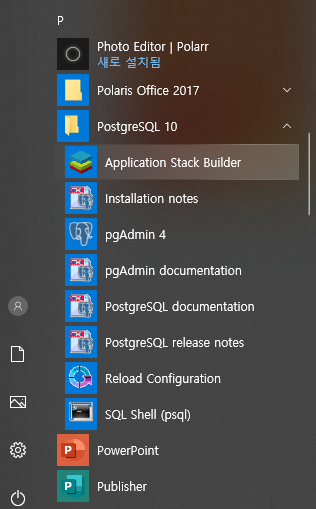 P
Photo Editor | Polarr
새로 설치됨
Polaris Office 2017
PostgreSQL 10
Application Stack Builder
Installation notes
pgAdmin 4
pgAdmin documentation
PostgreSQL documentation
PostgreSQL release notes
Reload Configuration
SQL Shell (psql)
PowerPoint
Publisher